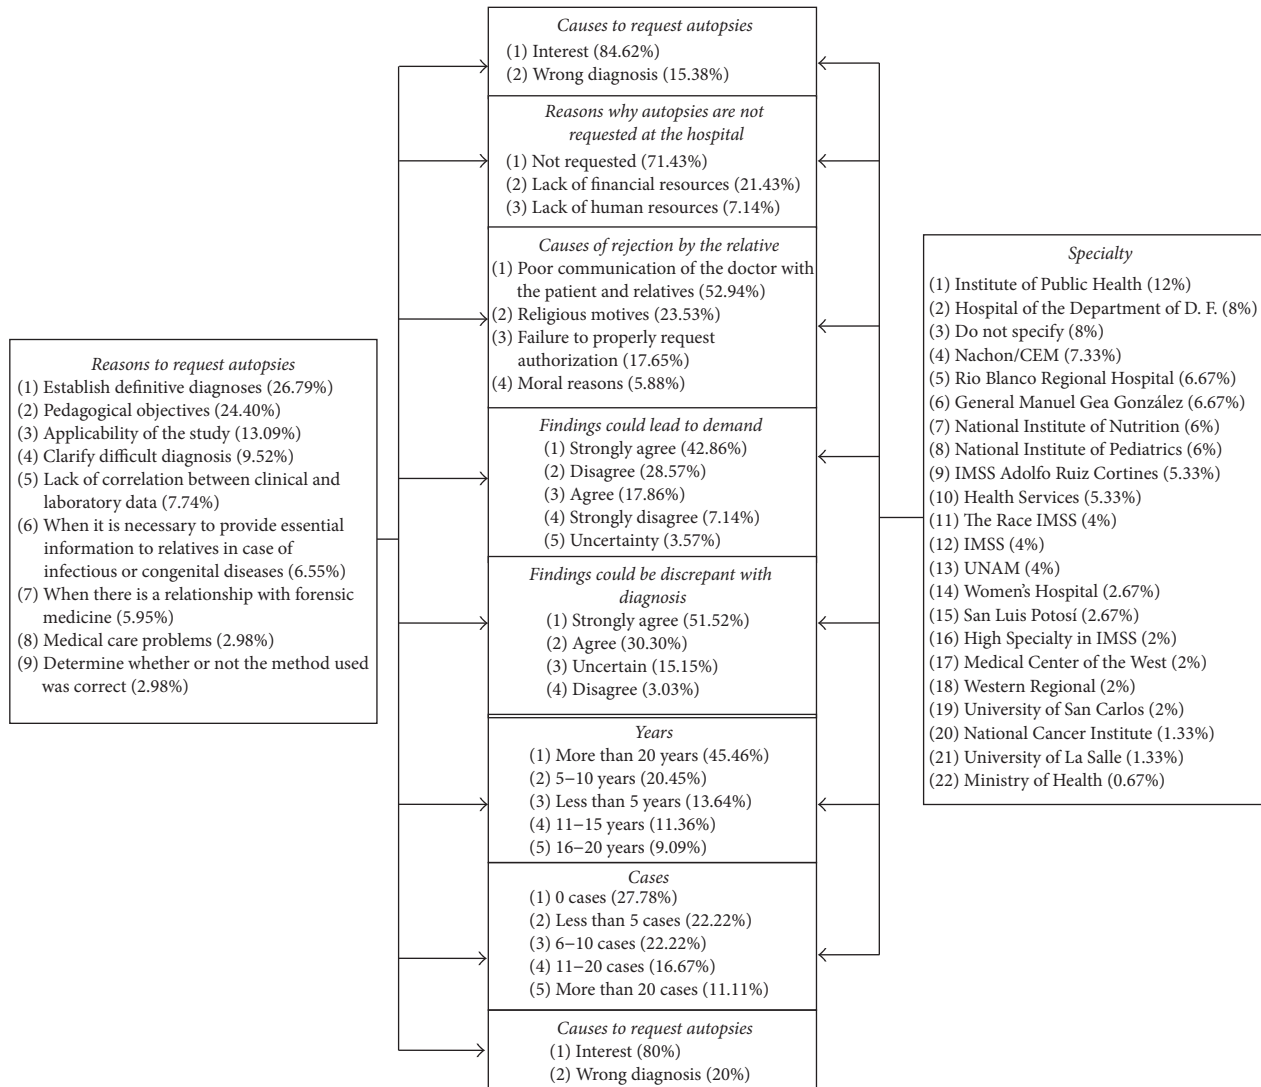 Causes to request autopsies
(1) Interest (84.62%)
(2) Wrong diagnosis (15.38%)
Reasons why autopsies are not
requested at the hospital
(1) Not requested (71.43%)
(2) Lack of financial resources (21.43%)
(3) Lack of human resources (7.14%)
Causes of rejection by the relative
(1) Poor communication of the doctor with
the patient and relatives (52.94%)
(2) Religious motives (23.53%)
(3) Failure to properly request
authorization (17.65%)
(4) Moral reasons (5.88%)
Findings could lead to demand
(1) Strongly agree (42.86%)
(2) Disagree (28.57%)
(3) Agree (17.86%)
(4) Strongly disagree (7.14%)
(5) Uncertainty (3.57%)
Findings could be discrepant with
diagnosis
(1) Strongly agree (51.52%)
(2) Agree (30.30%)
(3) Uncertain (15.15%)
(4) Disagree (3.03%)
Years
(1) More than 20 years (45.46%)
(2) 5–10 years (20.45%)
(3) Less than 5 years (13.64%)
(4) 11–15 years (11.36%)
(5) 16–20 years (9.09%)
Cases
(1) 0 cases (27.78%)
(2) Less than 5 cases (22.22%)
(3) 6–10 cases (22.22%)
(4) 11–20 cases (16.67%)
(5) More than 20 cases (11.11%)
Causes to request autopsies
(1) Interest (80%)
(2) Wrong diagnosis (20%)
Reasons to request autopsies
(1) Establish definitive diagnoses (26.79%)
(2) Pedagogical objectives (24.40%)
(3) Applicability of the study (13.09%)
(4) Clarify difficult diagnosis (9.52%)
(5) Lack of correlation between clinical and
laboratory data (7.74%)
(6) When it is necessary to provide essential
information to relatives in case of
infectious or congenital diseases (6.55%)
(7) When there is a relationship with forensic
medicine (5.95%)
(8) Medical care problems (2.98%)
(9) Determine whether or not the method used
was correct (2.98%)
Specialty
(1) Institute of Public Health (12%)
(2) Hospital of the Department of D. F. (8%)
(3) Do not specify (8%)
(4) Nachon/CEM (7.33%)
(5) Rio Blanco Regional Hospital (6.67%)
(6) General Manuel Gea González (6.67%)
(7) National Institute of Nutrition (6%)
(8) National Institute of Pediatrics (6%)
(9) IMSS Adolfo Ruiz Cortines (5.33%)
(10) Health Services (5.33%)
(11) The Race IMSS (4%)
(12) IMSS (4%)
(13) UNAM (4%)
(14) Women's Hospital (2.67%)
(15) San Luis Potosí (2.67%)
(16) High Specialty in IMSS (2%)
(17) Medical Center of the West (2%)
(18) Western Regional (2%)
(19) University of San Carlos (2%)
(20) National Cancer Institute (1.33%)
(21) University of La Salle (1.33%)
(22) Ministry of Health (0.67%)